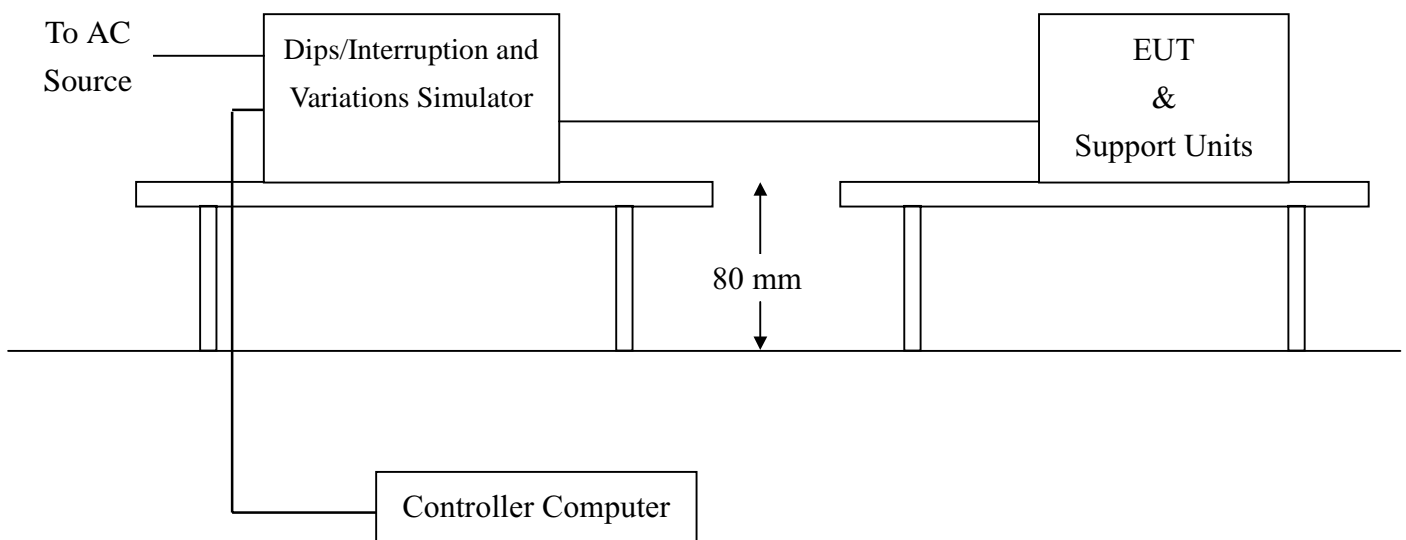 To AC
Source
Dips/Interruption and
Variations Simulator
EUT
&
Support Units
80 mm
Controller Computer